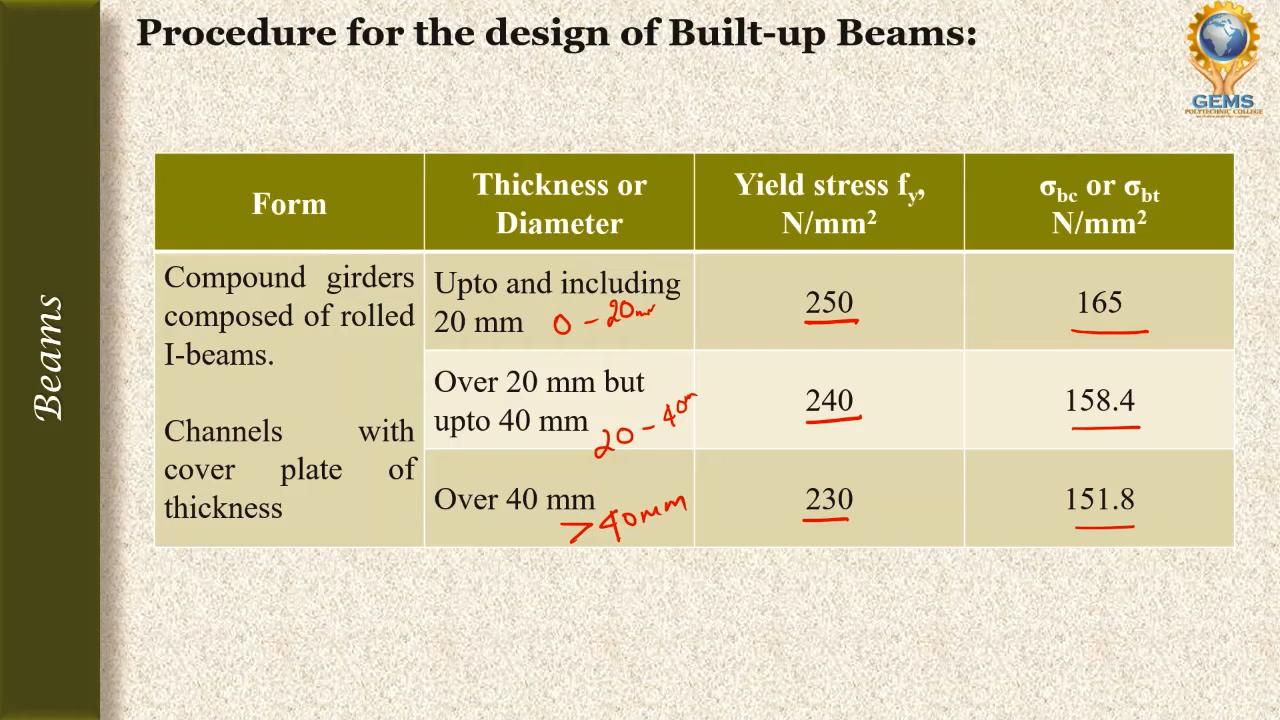 Procedure for the design of Built-up Beams:
GEMS
POLYTECHNIC COLLEGE
Beams
Form
Thickness or
Diameter
Yield stress fy,
N/mm²
σbc or σbt
N/mm²
Compound girders
composed of rolled
I-beams.
Channels with
cover plate of
thickness
Upto and including
20 mm
0 - 20mm
250
165
Over 20 mm but
upto 40 mm
20 - 40m
240
158.4
Over 40 mm
>40mm
230
151.8